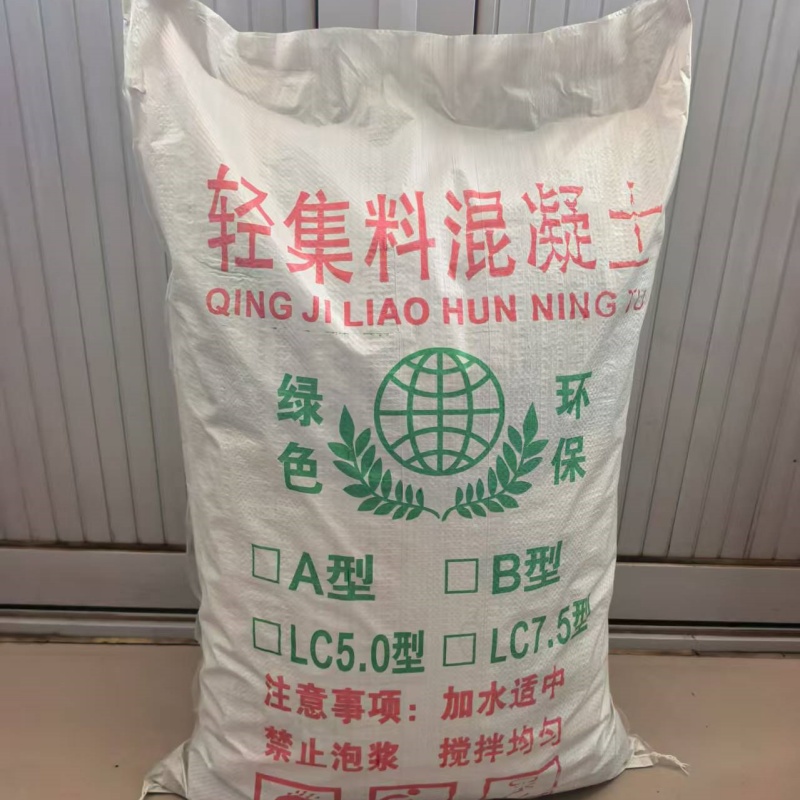 轻集料混凝土
QING JI LIAO HUN NING TU
绿色
环保
□A型 □B型
□LC5.0型 □LC7.5型
注意事项：加水适中
禁止泡浆 搅拌均匀